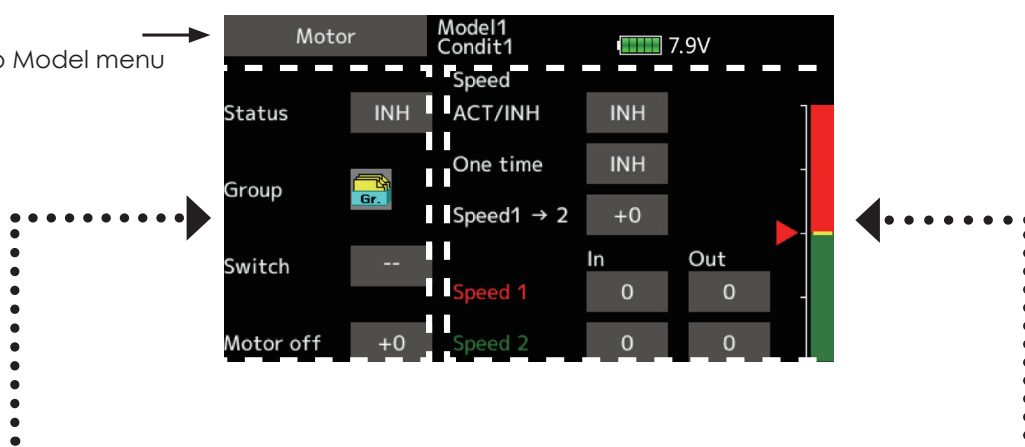 Motor
Model1
Condit1
7.9V
Model menu
Status INH
Group Gr.
Switch --
Motor off +0
Speed
ACT/INH INH
One time INH
Speed1 → 2 +0
In Out
Speed 1 0 0
Speed 2 0 0